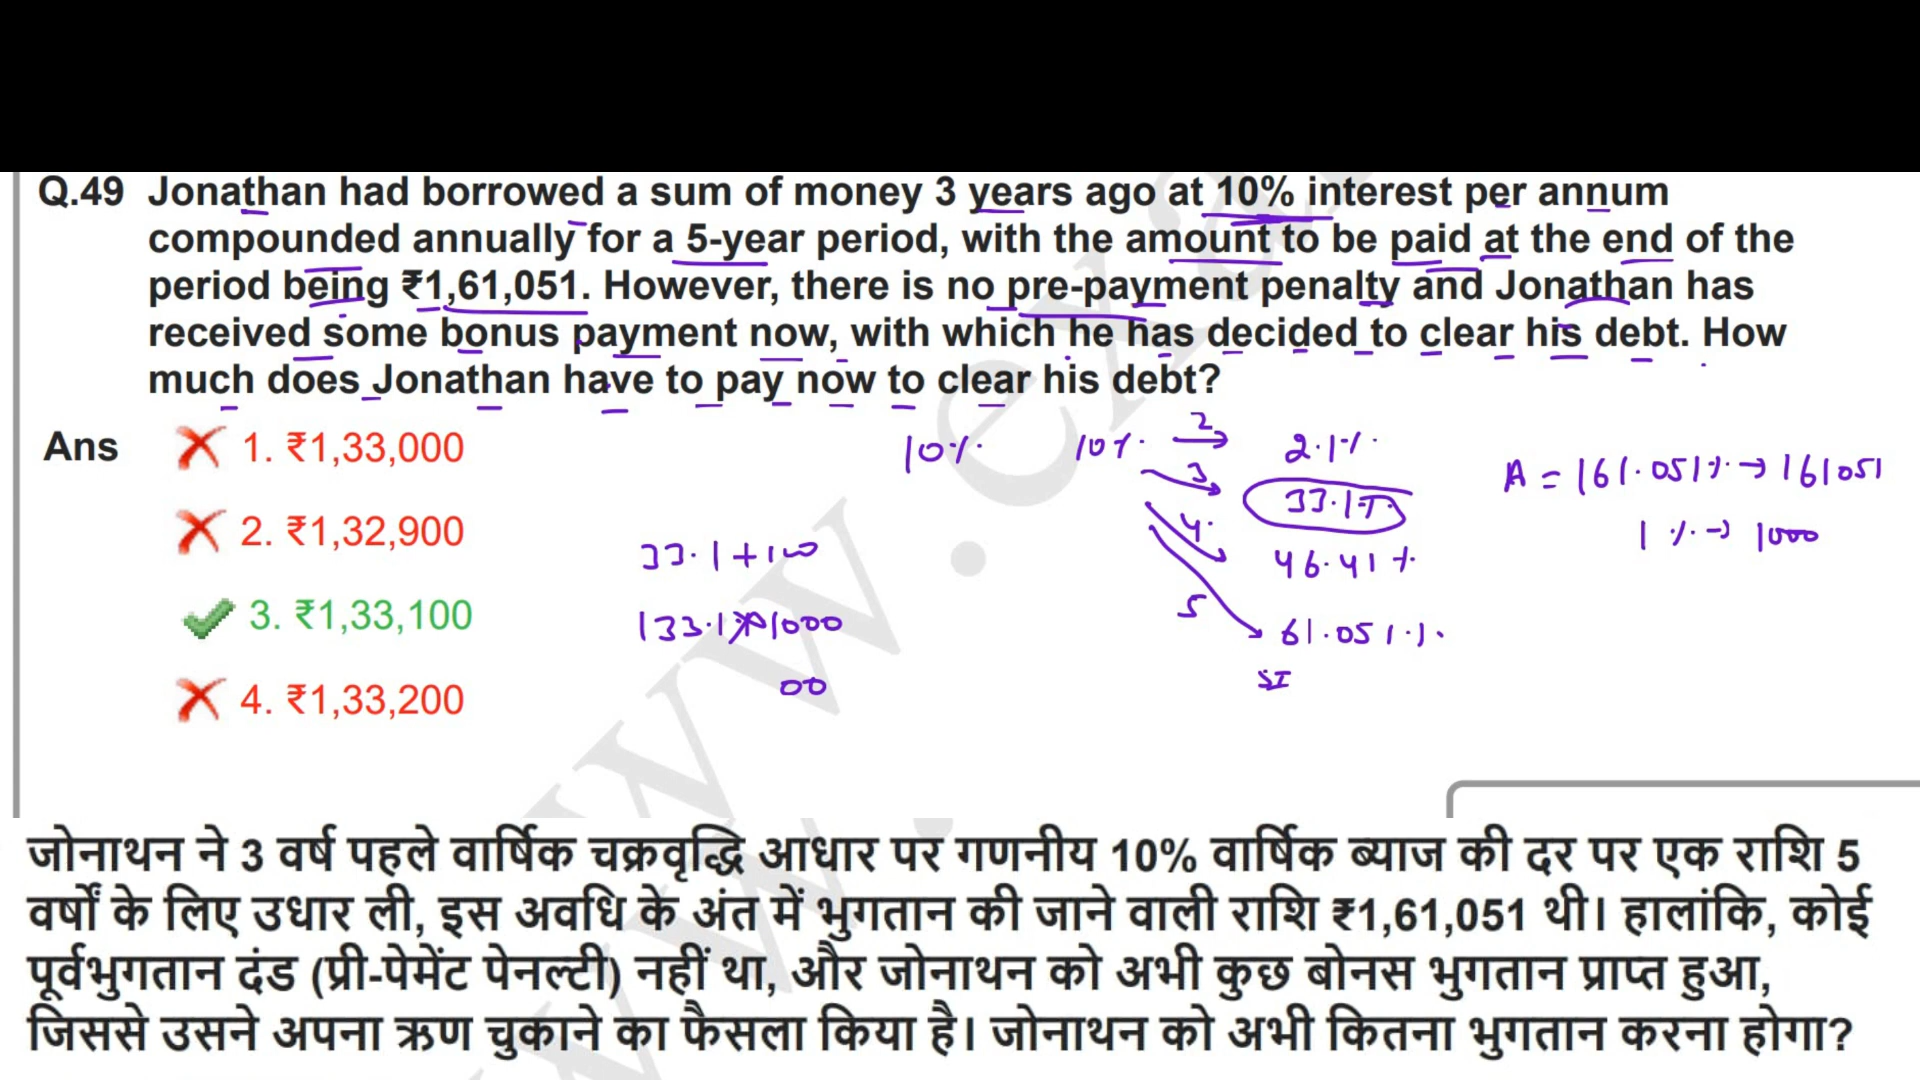 Q.49 Jonathan had borrowed a sum of money 3 years ago at 10% interest per annum
compounded annually for a 5-year period, with the amount to be paid at the end of the
period being ₹1,61,051. However, there is no pre-payment penalty and Jonathan has
received some bonus payment now, with which he has decided to clear his debt. How
much does Jonathan have to pay now to clear his debt?
Ans 1. ₹1,33,000
2. ₹1,32,900
3. ₹1,33,100
4. ₹1,33,200
10% 10% 2 2.1%
3 33.1%
4. 46.41%
5 61.051%
SI
A = 161.051% → 161051
1% → 1000
33.1 + 100
133.1 × 1000
00
जोनाथन ने 3 वर्ष पहले वार्षिक चक्रवृद्धि आधार पर गणनीय 10% वार्षिक ब्याज की दर पर एक राशि 5
वर्षों के लिए उधार ली, इस अवधि के अंत में भुगतान की जाने वाली राशि ₹1,61,051 थी। हालांकि, कोई
पूर्वभुगतान दंड (प्री-पेमेंट पेनल्टी) नहीं था, और जोनाथन को अभी कुछ बोनस भुगतान प्राप्त हुआ,
जिससे उसने अपना ऋण चुकाने का फैसला किया है। जोनाथन को अभी कितना भुगतान करना होगा?